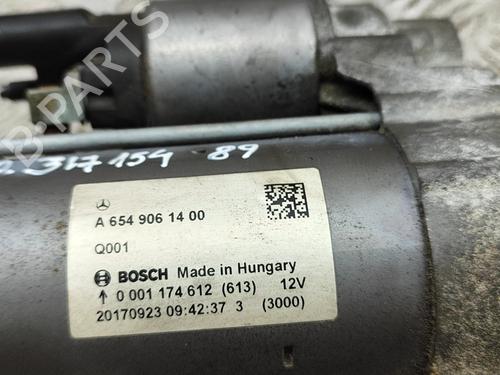 B-PARTS
317154 89
A 654 906 14 00
Q001
BOSCH Made in Hungary
0 001 174 612 (613) 12V
20170923 09:42:37 3 (3000)